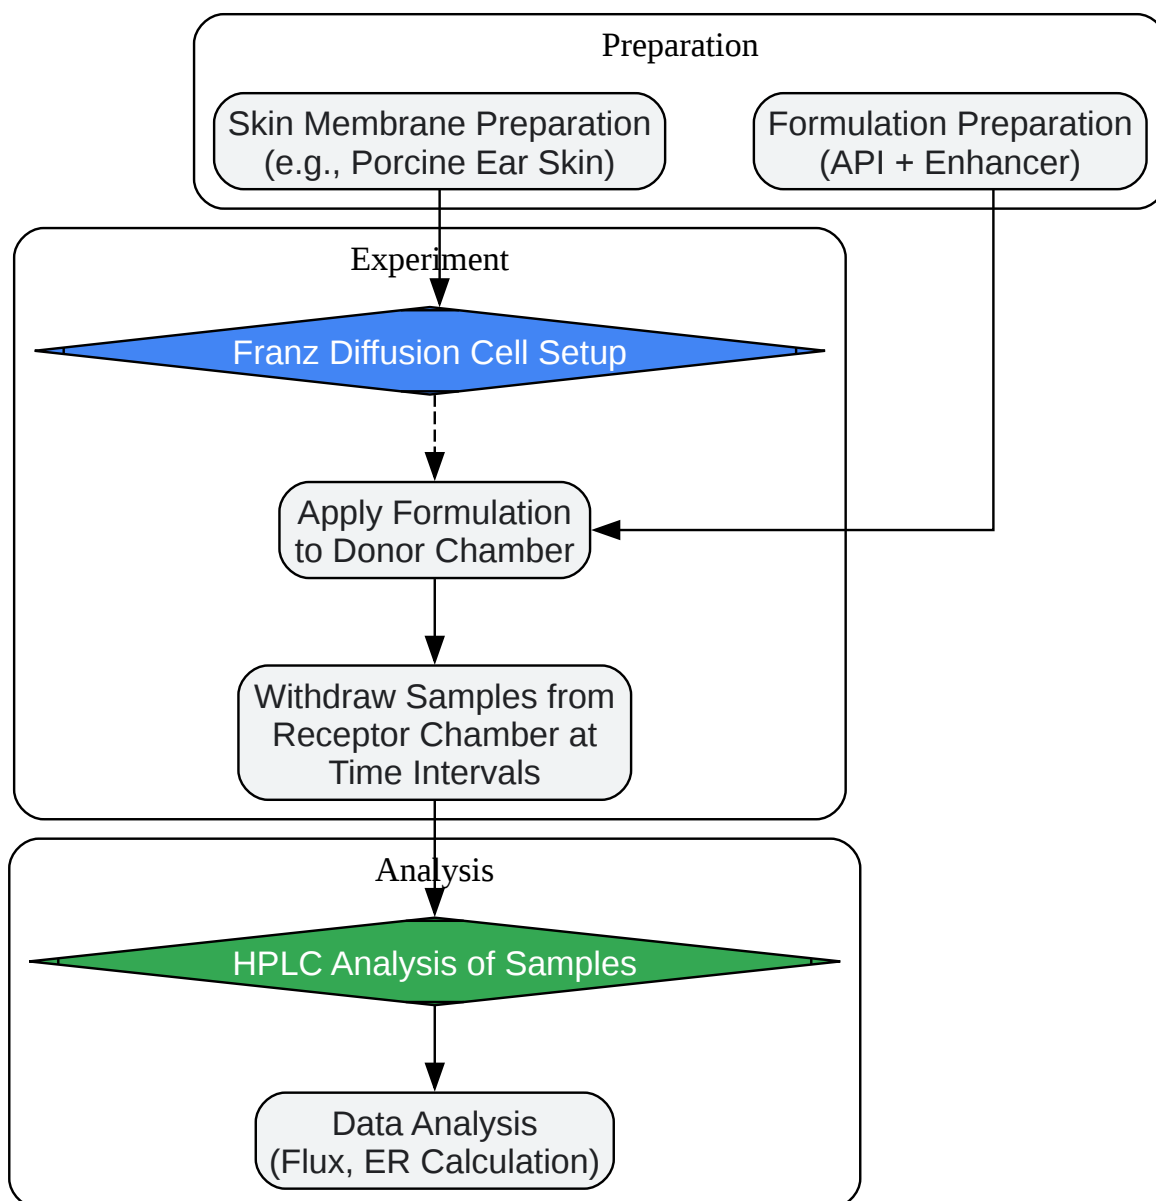 Preparation
Skin Membrane Preparation
(e.g., Porcine Ear Skin)
Formulation Preparation
(API + Enhancer)
Experiment
Franz Diffusion Cell Setup
Apply Formulation
to Donor Chamber
Withdraw Samples from
Receptor Chamber at
Time Intervals
Analysis
HPLC Analysis of Samples
Data Analysis
(Flux, ER Calculation)